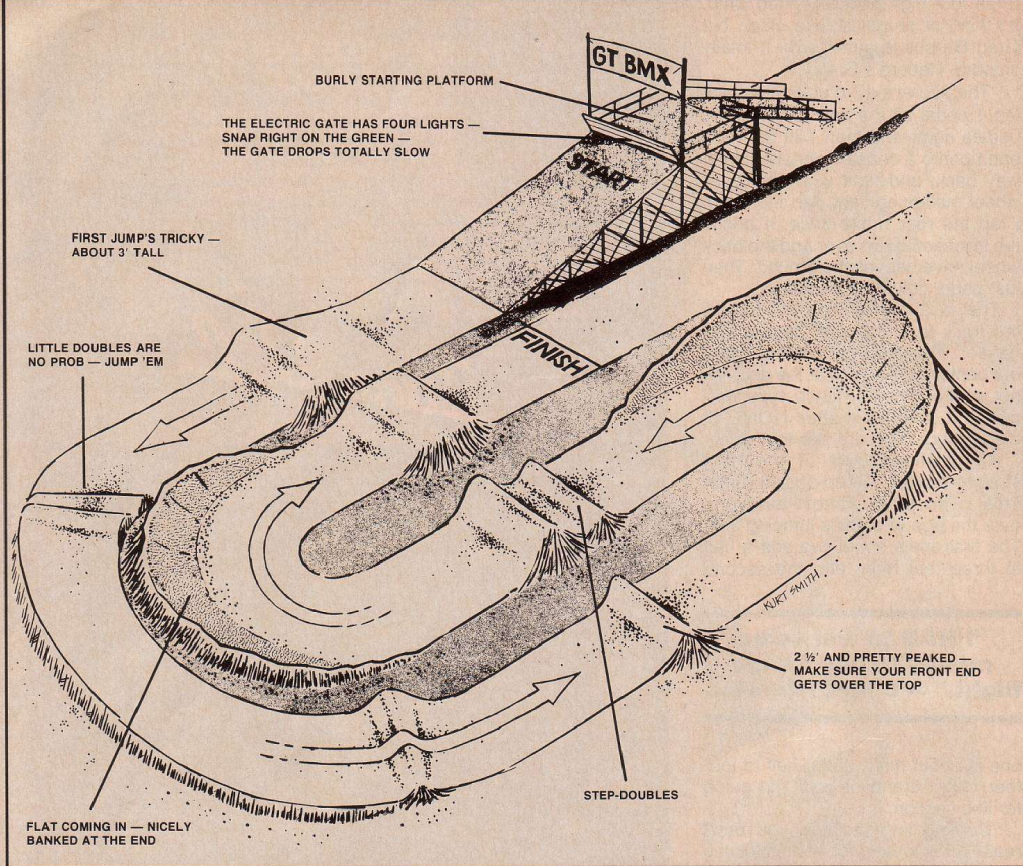 GT BMX
BURLY STARTING PLATFORM
THE ELECTRIC GATE HAS FOUR LIGHTS —
SNAP RIGHT ON THE GREEN —
THE GATE DROPS TOTALLY SLOW
START
FIRST JUMP'S TRICKY —
ABOUT 3' TALL
LITTLE DOUBLES ARE
NO PROB — JUMP 'EM
FINISH
KURT SMITH
2 ½' AND PRETTY PEAKED —
MAKE SURE YOUR FRONT END
GETS OVER THE TOP
STEP-DOUBLES
FLAT COMING IN — NICELY
BANKED AT THE END